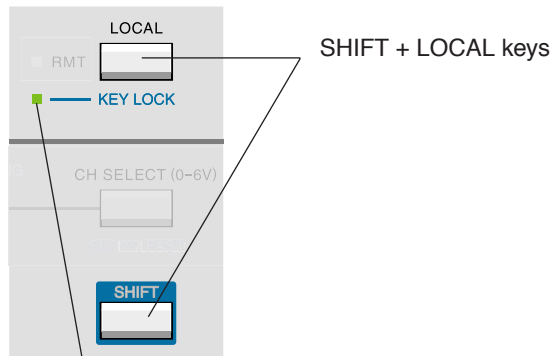 LOCAL
SHIFT + LOCAL keys
RMT
KEY LOCK
CH SELECT (0-6V)
SHIFT